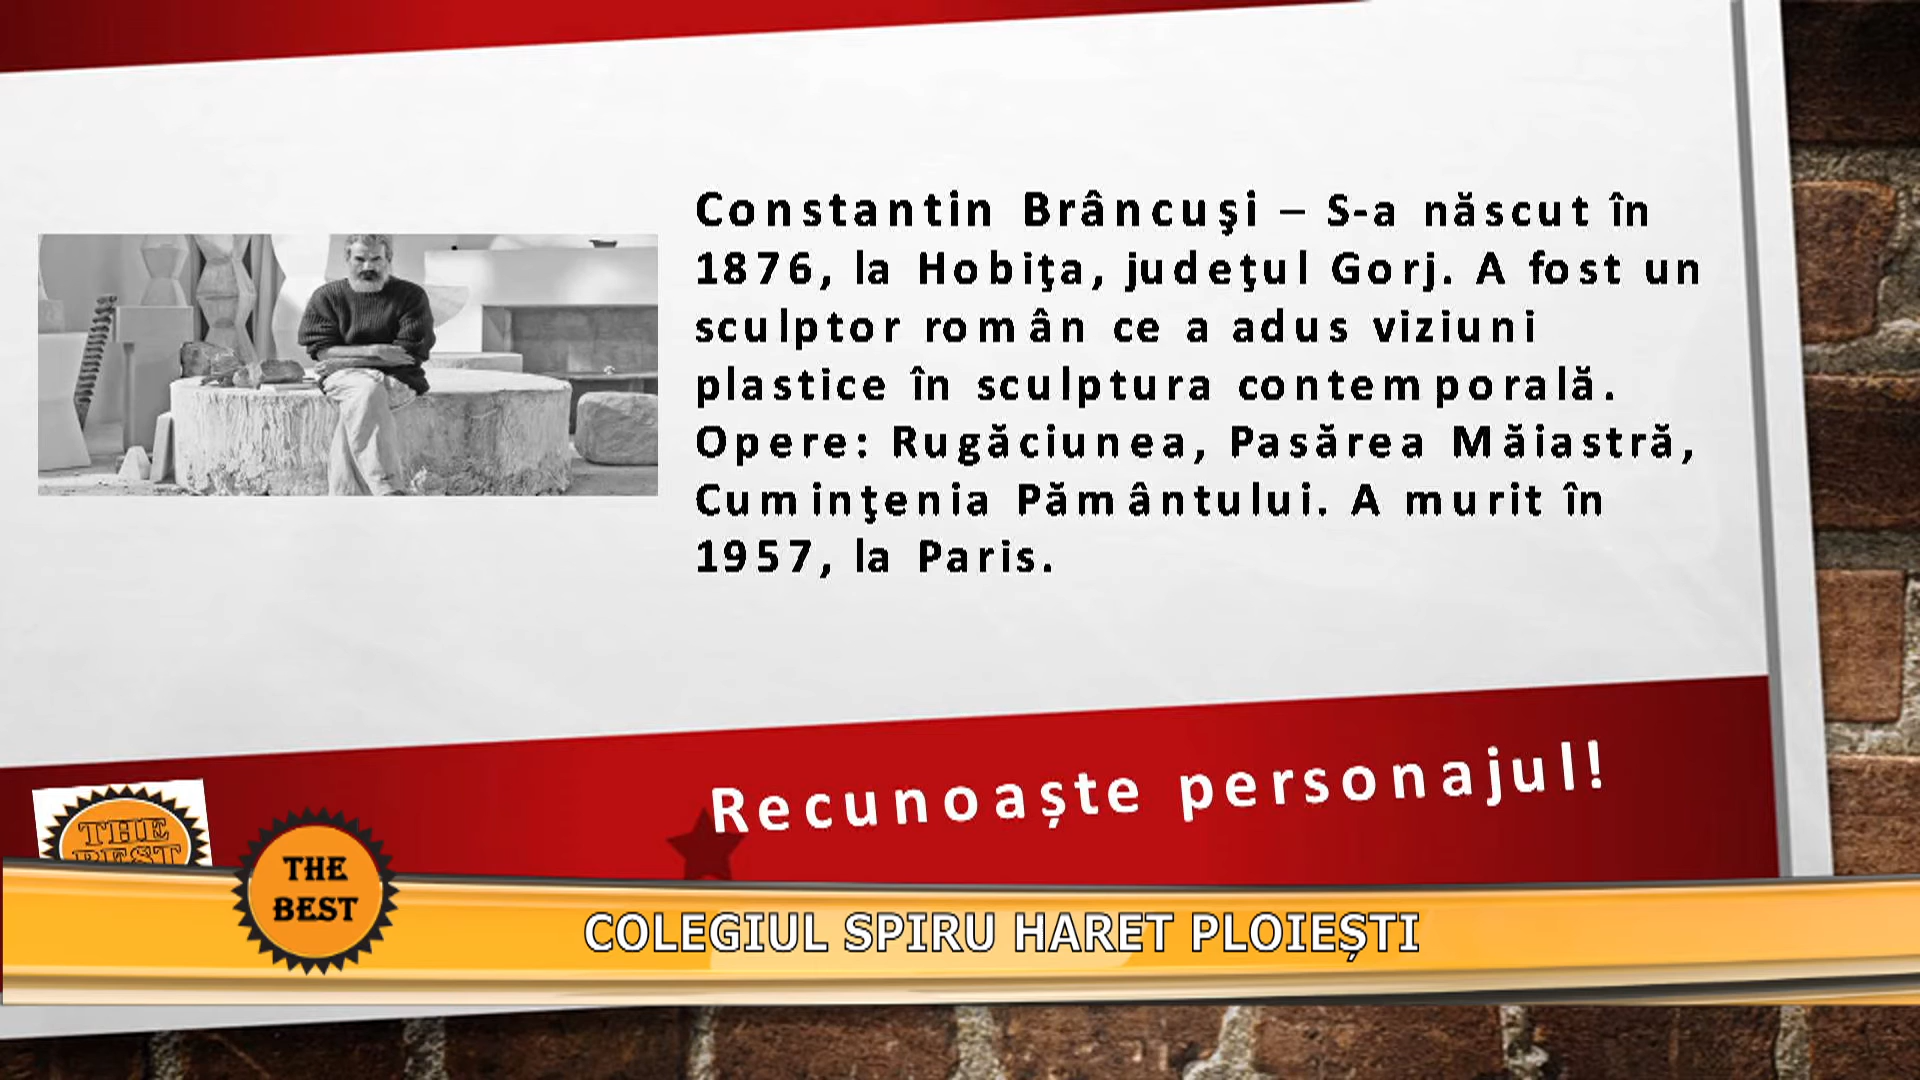 Constantin Brâncuşi – S-a născut în
1876, la Hobiţa, judeţul Gorj. A fost un
sculptor român ce a adus viziuni
plastice în sculptura contemporală.
Opere: Rugăciunea, Pasărea Măiastră,
Cuminţenia Pământului. A murit în
1957, la Paris.
Recunoaște personajul!
THE
BEST
THE
BEST
COLEGIUL SPIRU HARET PLOIEȘTI